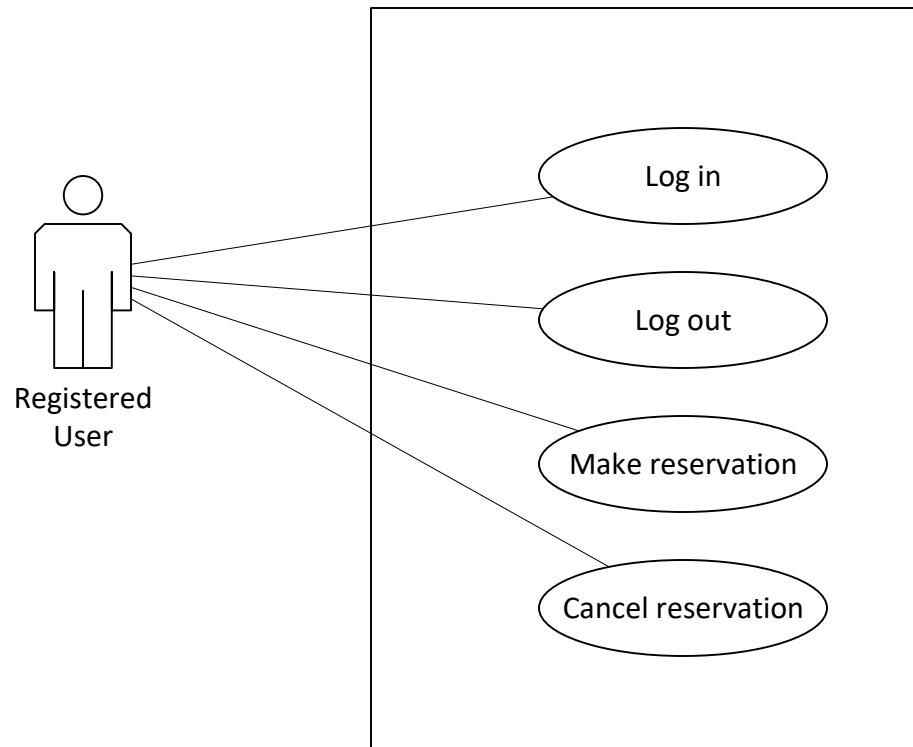 Log in
Log out
Registered
User
Make reservation
Cancel reservation